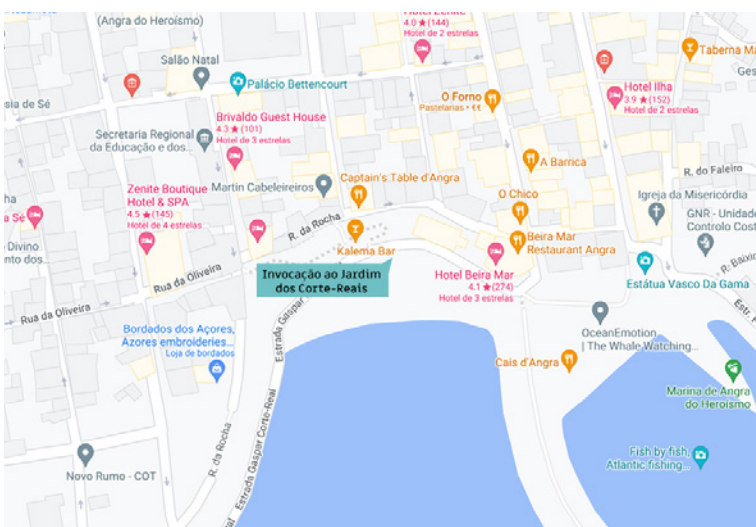 (Angra do Heroísmo)
Salão Natal
Palácio Bettencourt
4.0 ★ (144)
Hotel de 2 estrelas
Taberna Ma
O Forno
Pastelarias • €€
Hotel Ilha
3.9 ★ (152)
Hotel de 2 estrelas
Brivaldo Guest House
4.3 ★ (101)
Hotel de 3 estrelas
Secretaria Regional
da Educação e dos...
A Barrica
R. do Faleiro
Captain's Table d'Angra
Martin Cabeleireiros
Zenite Boutique
Hotel & SPA
4.5 ★ (145)
Hotel de 4 estrelas
O Chico
Igreja da Misericórdia
GNR - Unidad
Controlo Cost
R. da Rocha
Kalema Bar
Beira Mar
Restaurant Angra
a Sé
Divino
nto dos...
Rua da Oliveira
Invocação ao Jardim
dos Corte-Reais
Hotel Beira Mar
4.1 ★ (274)
Hotel de 3 estrelas
Estátua Vasco Da Gama
R. Baixin
Estr.
Rua da Oliveira
Estrada Gaspar
Bordados dos Açores,
Azores embroideries...
Loja de bordados
OceanEmotion
| The Whale Watching...
Cais d'Angra
Marina de Angra
do Heroísmo
R. da Rocha
Estrada Gaspar Corte-Real
Fish by fish,
Atlantic fishing...
Novo Rumo - COT